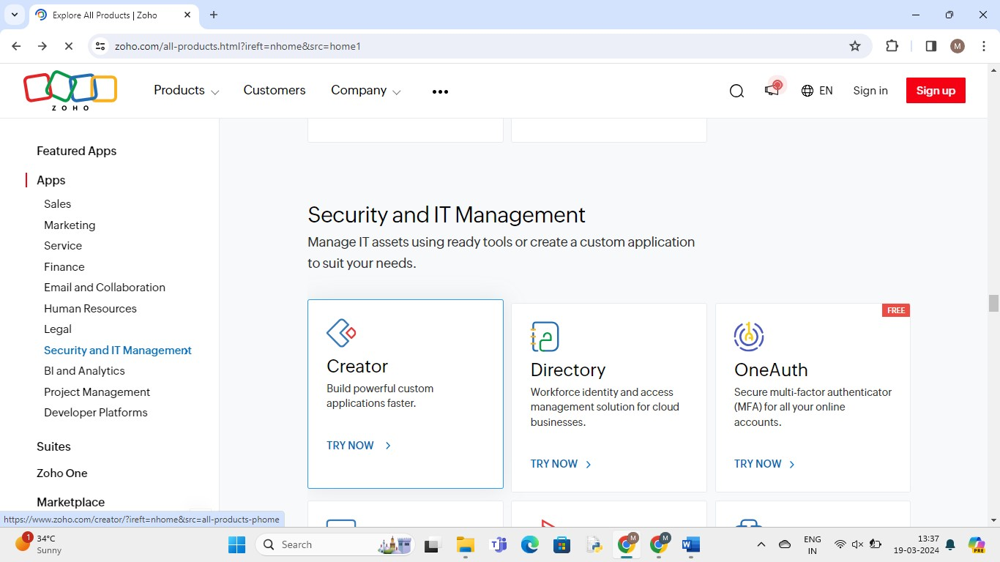 Explore All Products | Zoho
zoho.com/all-products.html?ireft=nhome&src=home1
M
ZOHO
Products
Customers
Company
EN
Sign in
Sign up
Featured Apps
Apps
Sales
Marketing
Service
Finance
Email and Collaboration
Human Resources
Legal
Security and IT Management
BI and Analytics
Project Management
Developer Platforms
Suites
Zoho One
Marketplace
Security and IT Management
Manage IT assets using ready tools or create a custom application
to suit your needs.
Creator
Build powerful custom
applications faster.
TRY NOW
Directory
Workforce identity and access
management solution for cloud
businesses.
TRY NOW
FREE
OneAuth
Secure multi-factor authenticator
(MFA) for all your online
accounts.
TRY NOW
https://www.zoho.com/creator/?ireft=nhome&src=all-products-phome
1
34°C
Sunny
Search
M
M
ENG
IN
13:37
19-03-2024
PRE